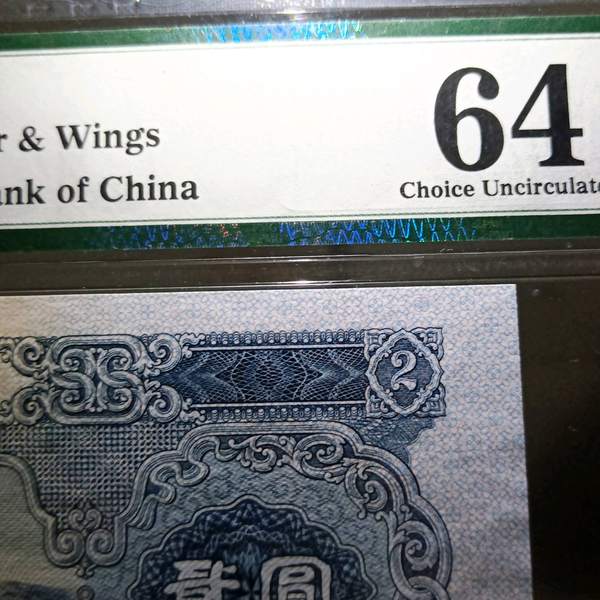 r & Wings
ank of China
64
Choice Uncirculate
2
貳圓